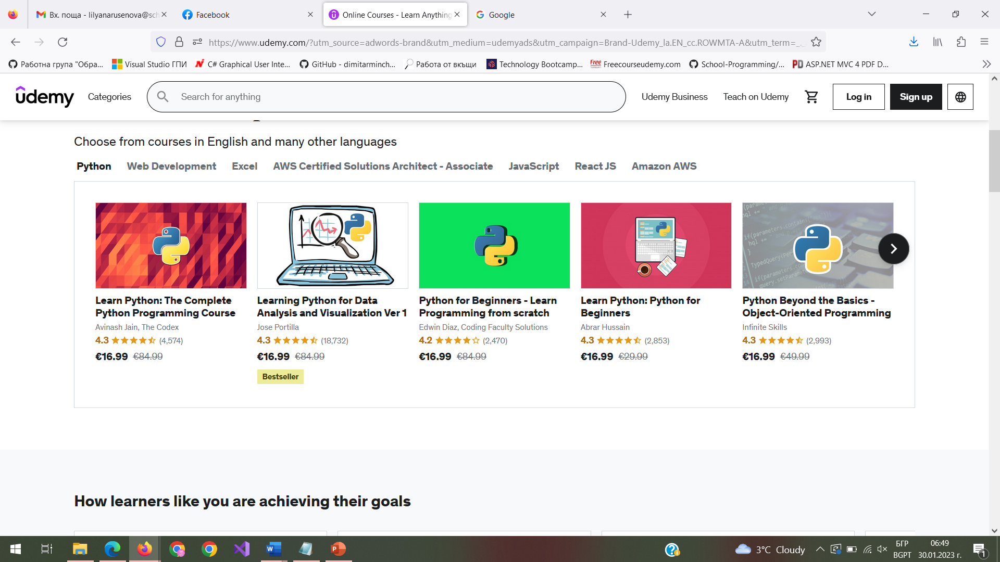 Вх. поща - lilyanarusenova@sch
Facebook
Online Courses - Learn Anything
Google
https://www.udemy.com/?utm_source=adwords-brand&utm_medium=udemyads&utm_campaign=Brand-Udemy_la.EN_cc.ROWMTA-A&utm_term=_...
Работна група "Обра...
Visual Studio ГПИ
C# Graphical User Inte...
GitHub - dimitarminch...
Работа от вкъщи
Technology Bootcamp...
Free
Freecourseudemy.com
School-Programming/...
PD
ASP.NET MVC 4 PDF D...
udemy
Categories
Search for anything
Udemy Business
Teach on Udemy
Log in
Sign up
Choose from courses in English and many other languages
Python
Web Development
Excel
AWS Certified Solutions Architect - Associate
JavaScript
React JS
Amazon AWS
Learn Python: The Complete
Python Programming Course
Avinash Jain, The Codex
4.3 (4,574)
€16.99 €84.99
Learning Python for Data
Analysis and Visualization Ver 1
Jose Portilla
4.3 (18,732)
€16.99 €84.99
Bestseller
Python for Beginners - Learn
Programming from scratch
Edwin Diaz, Coding Faculty Solutions
4.2 (2,470)
€16.99 €84.99
Learn Python: Python for
Beginners
Abrar Hussain
4.3 (2,853)
€16.99 €29.99
Python Beyond the Basics -
Object-Oriented Programming
Infinite Skills
4.3 (2,993)
€16.99 €49.99
How learners like you are achieving their goals
3°C Cloudy
БГР
BGPT
06:49
30.01.2023 г.
1